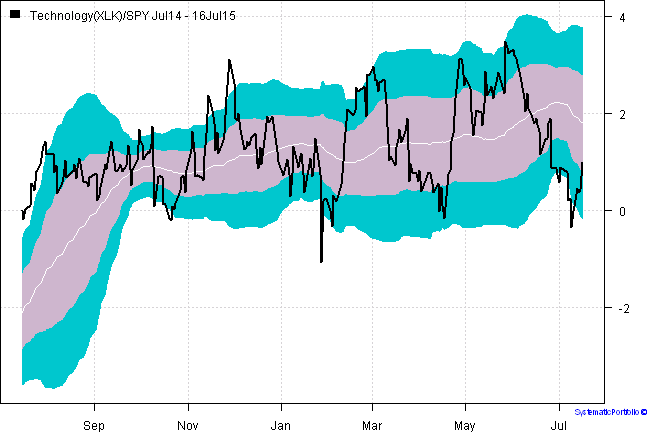 Technology(XLK)/SPY Jul14 - 16Jul15
4
2
0
-2
Sep Nov Jan Mar May Jul
SystematicPortfolio ©